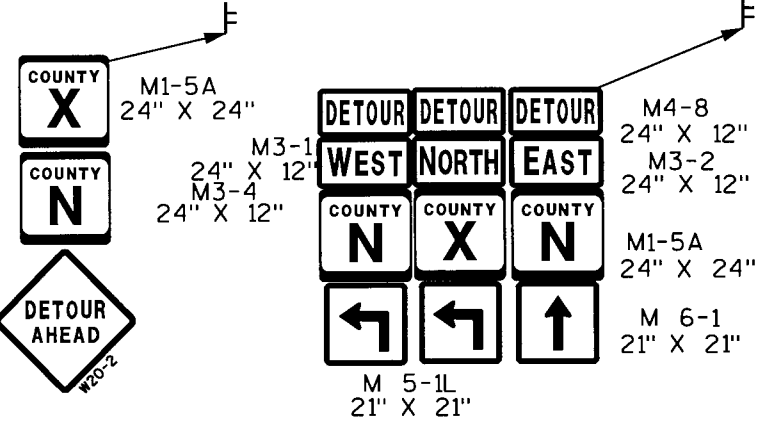 COUNTY
X
M1-5A
24" X 24"
COUNTY
N
DETOUR
AHEAD
W20-2
DETOUR DETOUR DETOUR
M4-8
24" X 12"
M3-1
24" X 12"
M3-4
24" X 12"
WEST NORTH EAST
M3-2
24" X 12"
COUNTY COUNTY COUNTY
N X N
M1-5A
24" X 24"
M 6-1
21" X 21"
M 5-1L
21" X 21"